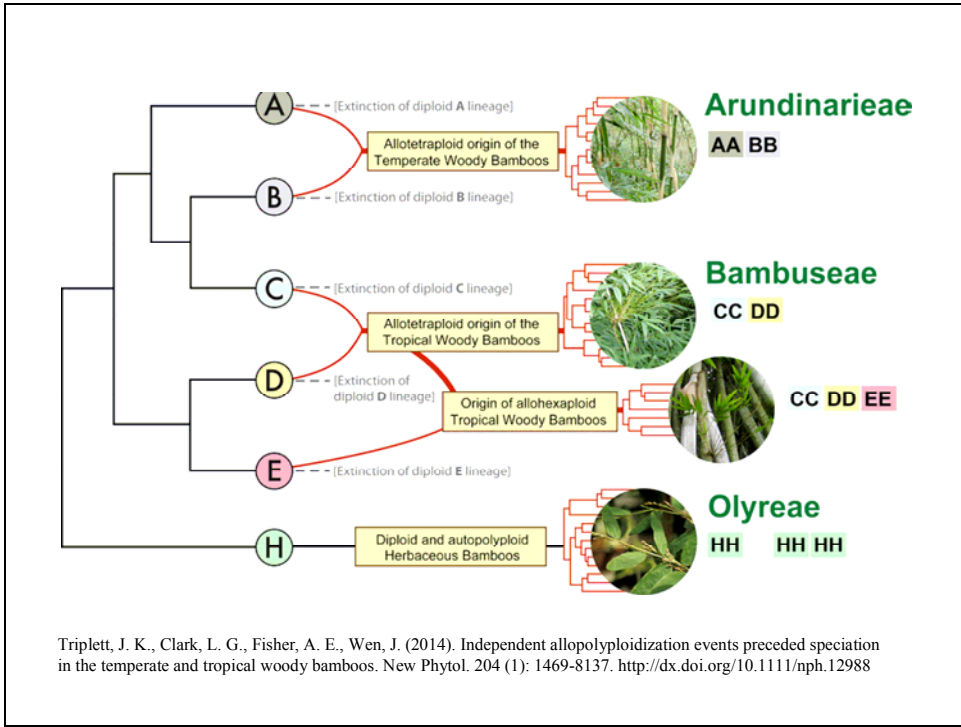 A
[Extinction of diploid A lineage]
Allotetraploid origin of the
Temperate Woody Bamboos
Arundinarieae
AA BB
B
[Extinction of diploid B lineage]
C
[Extinction of diploid C lineage]
Allotetraploid origin of the
Tropical Woody Bamboos
Bambuseae
CC DD
D
[Extinction of
diploid D lineage]
Origin of allohexaploid
Tropical Woody Bamboos
CC DD EE
E
[Extinction of diploid E lineage]
H
Diploid and autopolyploid
Herbaceous Bamboos
Olyreae
HH HH HH
Triplett, J. K., Clark, L. G., Fisher, A. E., Wen, J. (2014). Independent allopolyploidization events preceded speciation
in the temperate and tropical woody bamboos. New Phytol. 204 (1): 1469-8137. http://dx.doi.org/10.1111/nph.12988